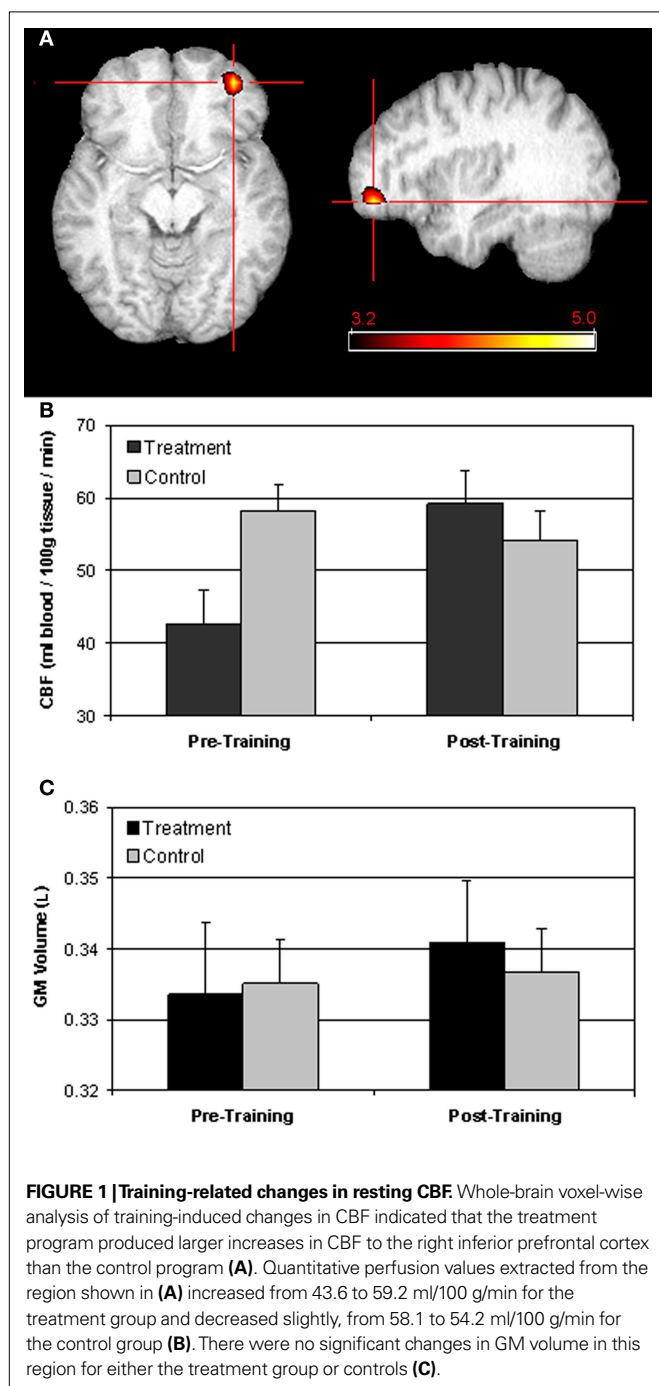 A
3.2 5.0
B
70
60
50
40
30
CBF (ml blood / 100g tissue / min)
Treatment
Control
Pre-Training Post-Training
C
0.36
0.35
0.34
0.33
0.32
GM Volume (L)
Treatment
Control
Pre-Training Post-Training
FIGURE 1 | Training-related changes in resting CBF. Whole-brain voxel-wise
analysis of training-induced changes in CBF indicated that the treatment
program produced larger increases in CBF to the right inferior prefrontal cortex
than the control program (A). Quantitative perfusion values extracted from the
region shown in (A) increased from 43.6 to 59.2 ml/100 g/min for the
treatment group and decreased slightly, from 58.1 to 54.2 ml/100 g/min for
the control group (B). There were no significant changes in GM volume in this
region for either the treatment group or controls (C).